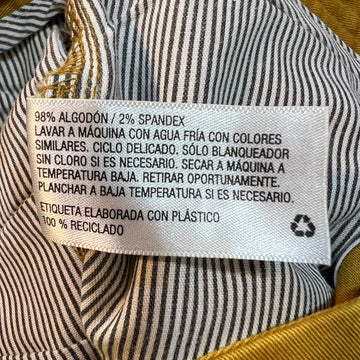 98% ALGODÓN / 2% SPANDEX
LAVAR A MÁQUINA CON AGUA FRÍA CON COLORES
SIMILARES. CICLO DELICADO. SÓLO BLANQUEADOR
SIN CLORO SI ES NECESARIO. SECAR A MÁQUINA A
TEMPERATURA BAJA. RETIRAR OPORTUNAMENTE.
PLANCHAR A BAJA TEMPERATURA SI ES NECESARIO.
ETIQUETA ELABORADA CON PLÁSTICO
100 % RECICLADO